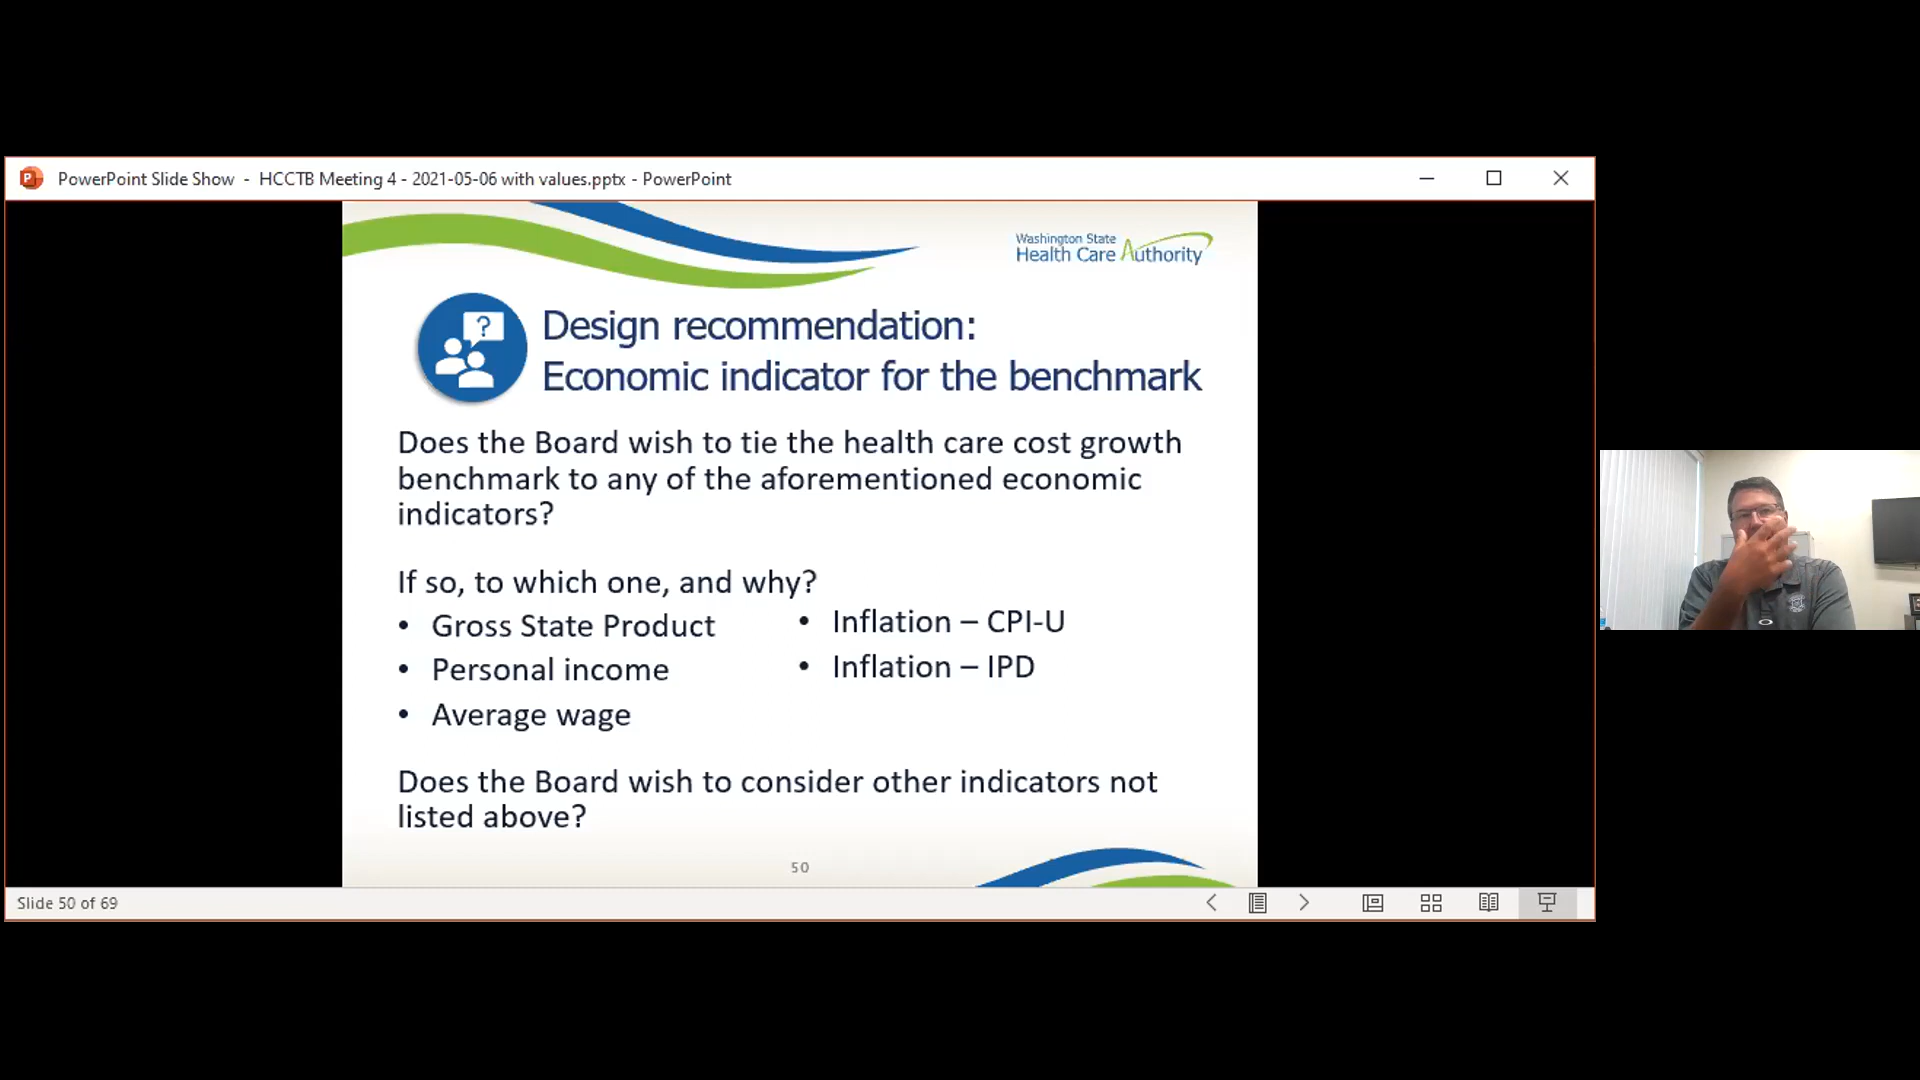 PowerPoint Slide Show - HCCTB Meeting 4 - 2021-05-06 with values.pptx - PowerPoint
Washington State
Health Care Authority
?
Design recommendation:
Economic indicator for the benchmark
Does the Board wish to tie the health care cost growth
benchmark to any of the aforementioned economic
indicators?
If so, to which one, and why?
• Gross State Product
• Personal income
• Average wage
• Inflation – CPI-U
• Inflation – IPD
Does the Board wish to consider other indicators not
listed above?
50
Slide 50 of 69